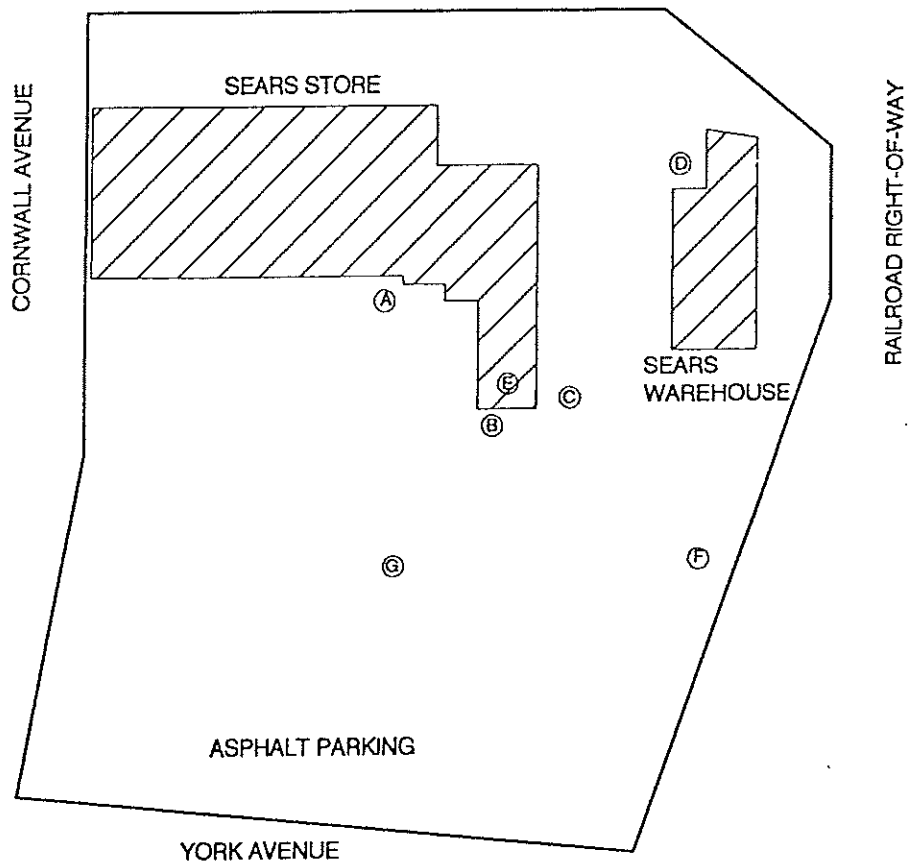 SEARS STORE
CORNWALL AVENUE
RAILROAD RIGHT-OF-WAY
D
A
SEARS
WAREHOUSE
E
C
B
G
F
ASPHALT PARKING
YORK AVENUE